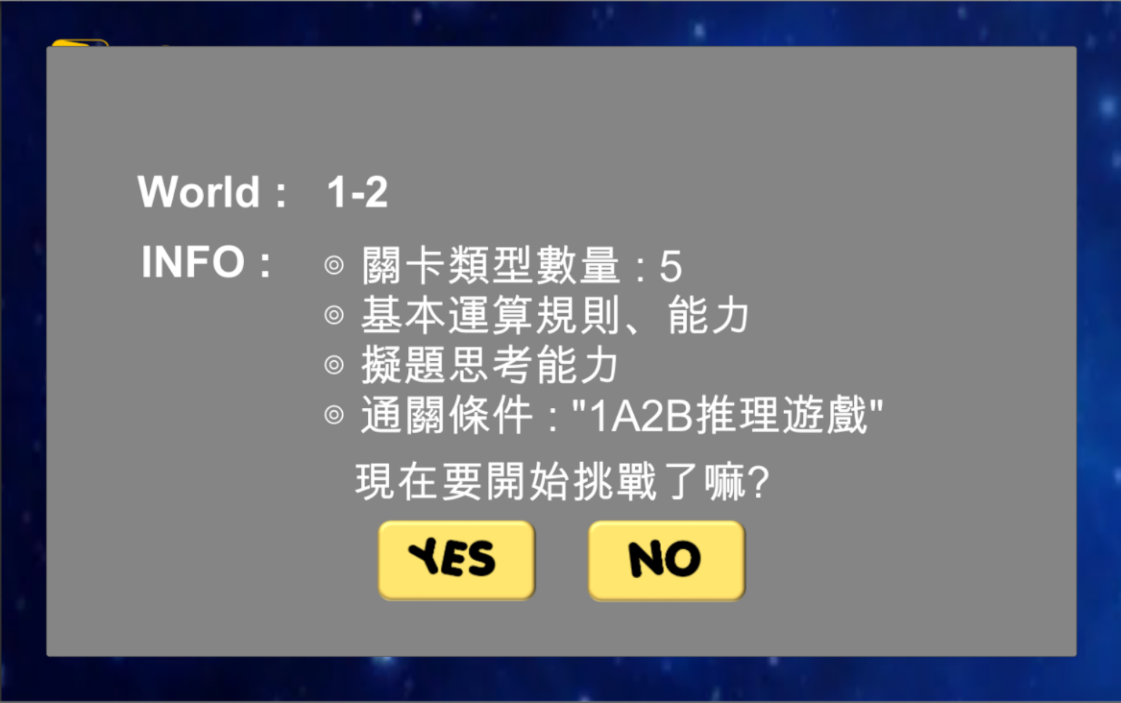 World : 1-2
INFO : ◎ 關卡類型數量 : 5
◎ 基本運算規則、能力
◎ 擬題思考能力
◎ 通關條件 : "1A2B推理遊戲"
現在要開始挑戰了嘛?
YES NO